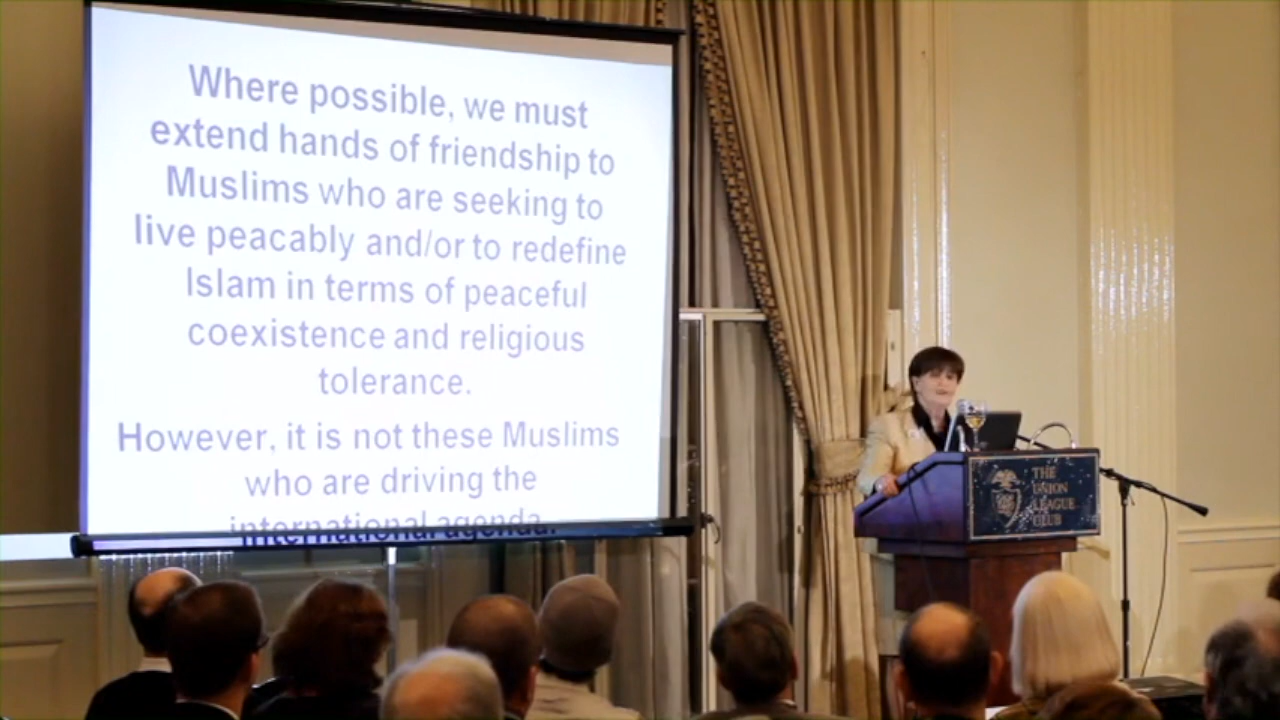 Where possible, we must
extend hands of friendship to
Muslims who are seeking to
live peacably and/or to redefine
Islam in terms of peaceful
coexistence and religious
tolerance.
However, it is not these Muslims
who are driving the
international agenda.
THE
UNION
LEAGUE
CLUB